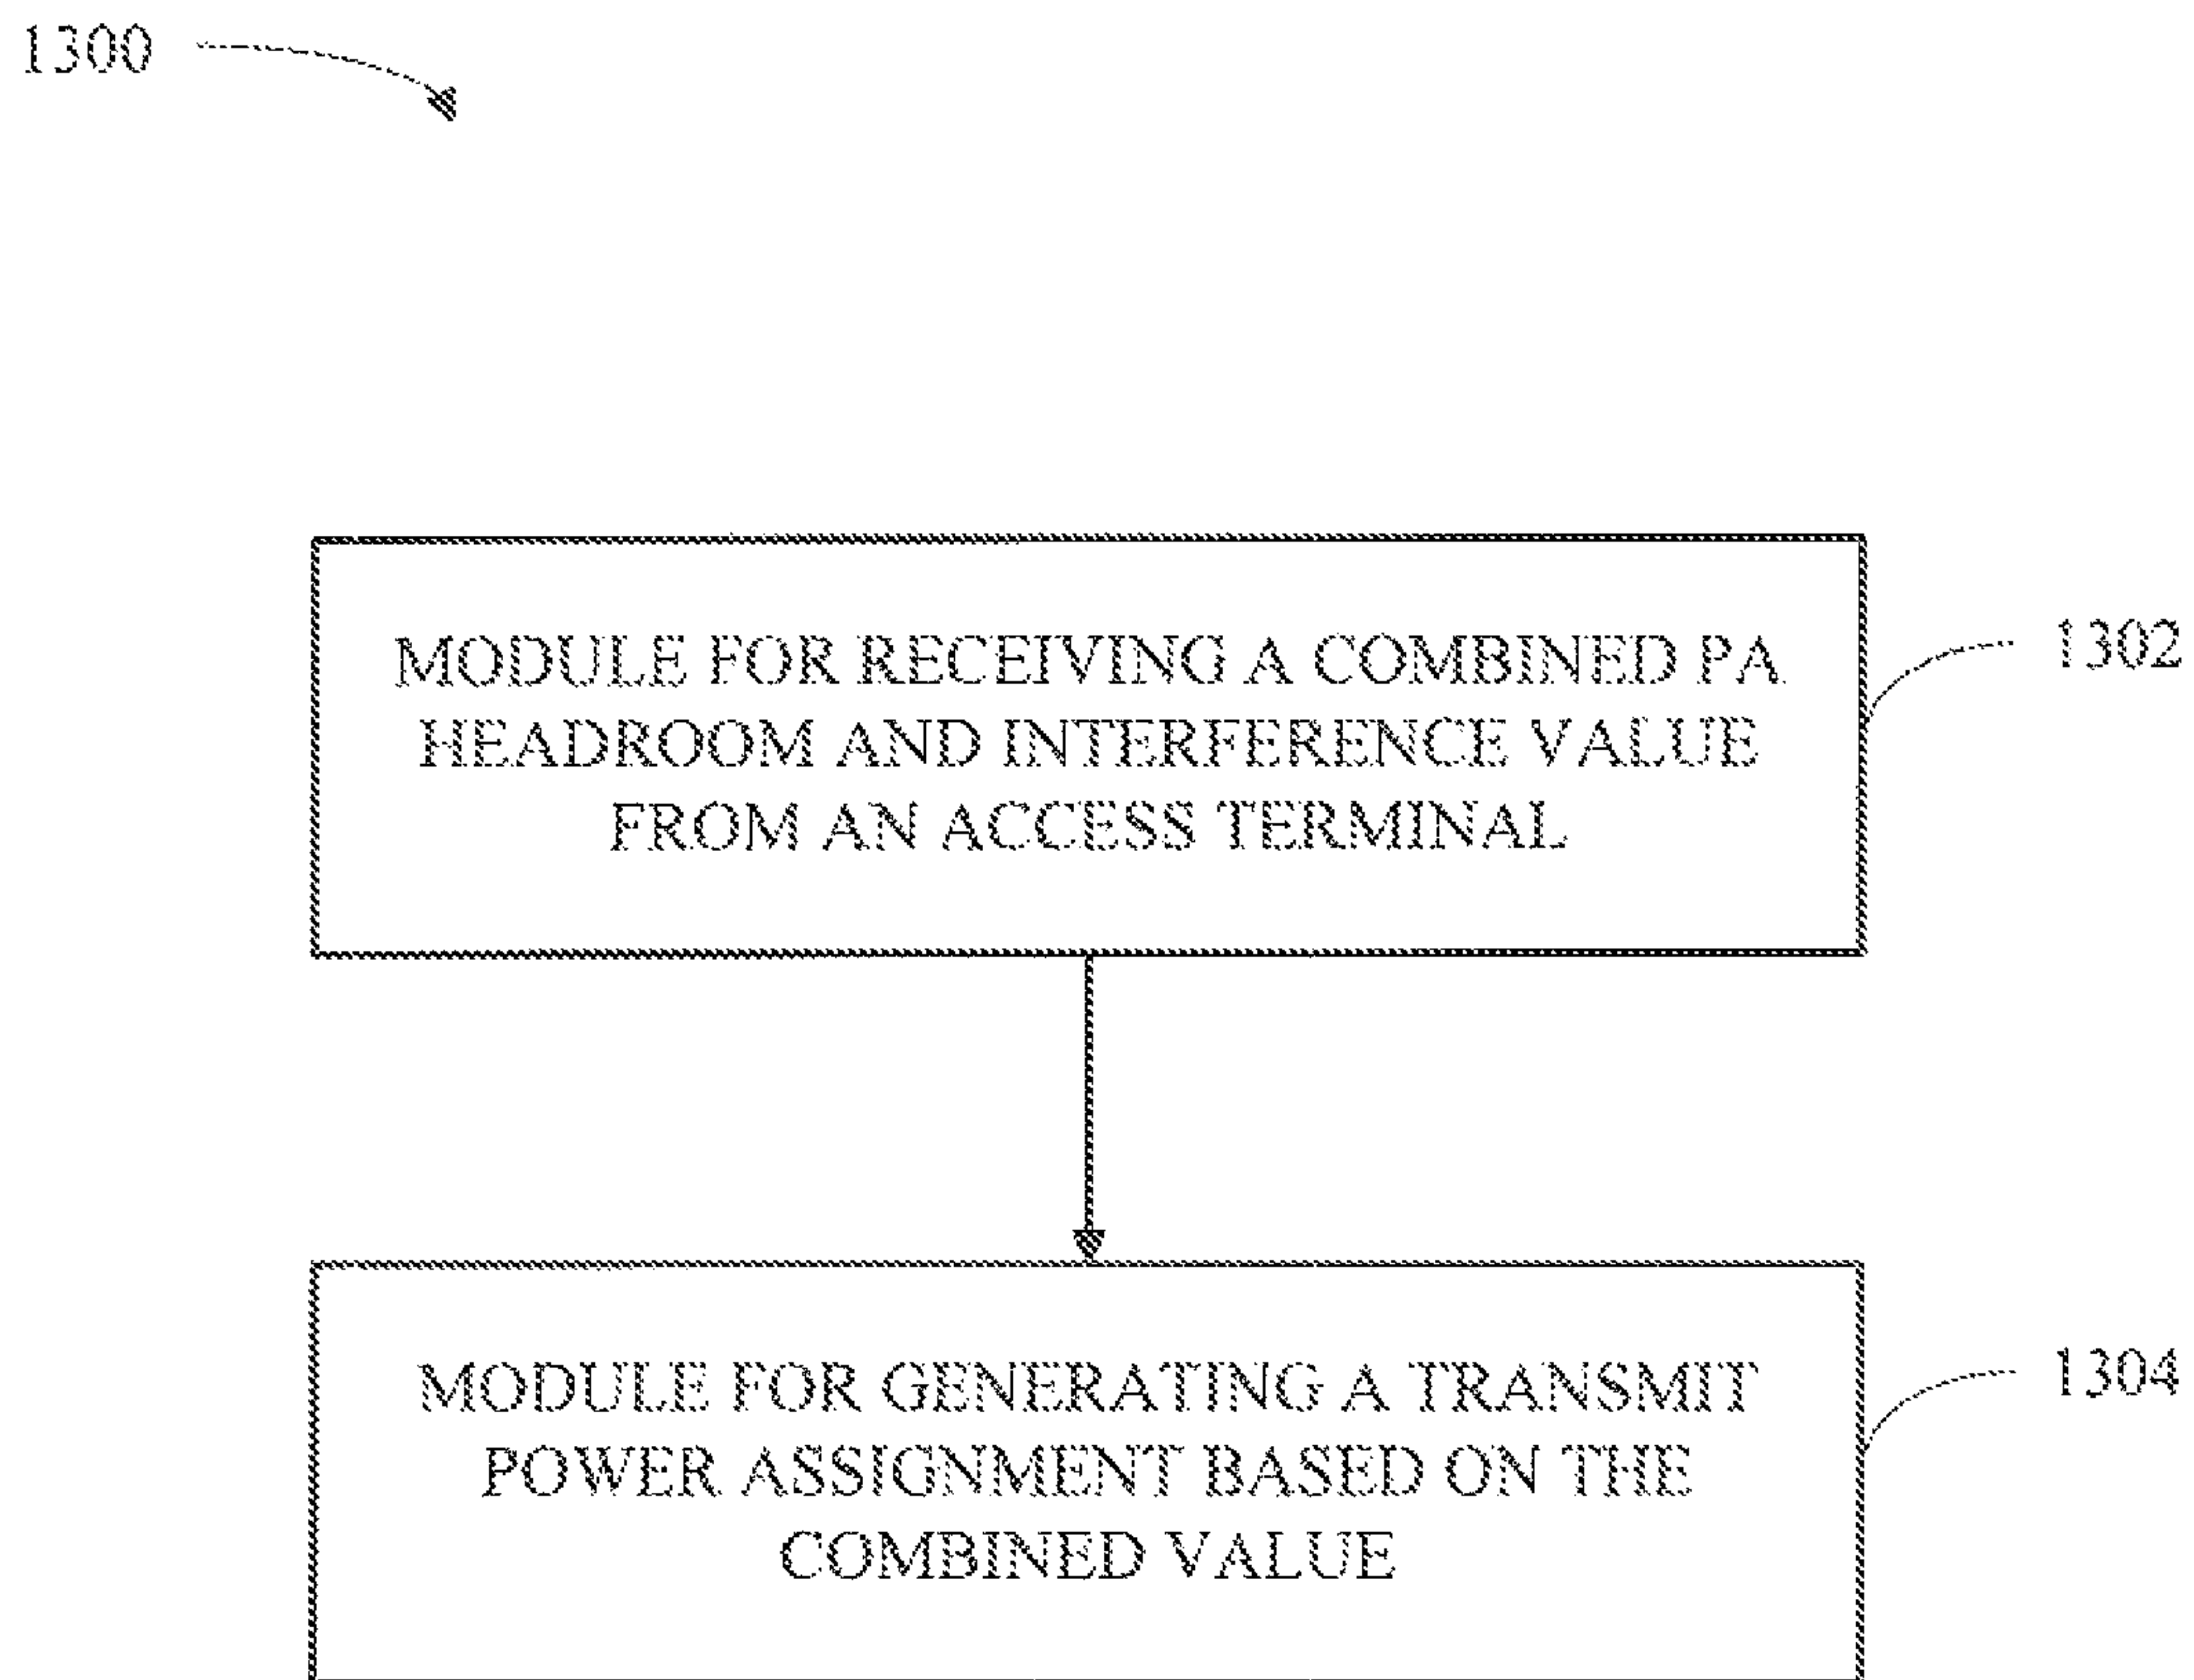 1300
MODULE FOR RECEIVING A COMBINED PA
HEADROOM AND INTERFERENCE VALUE
FROM AN ACCESS TERMINAL
1302
MODULE FOR GENERATING A TRANSMIT
POWER ASSIGNMENT BASED ON THE
COMBINED VALUE
1304